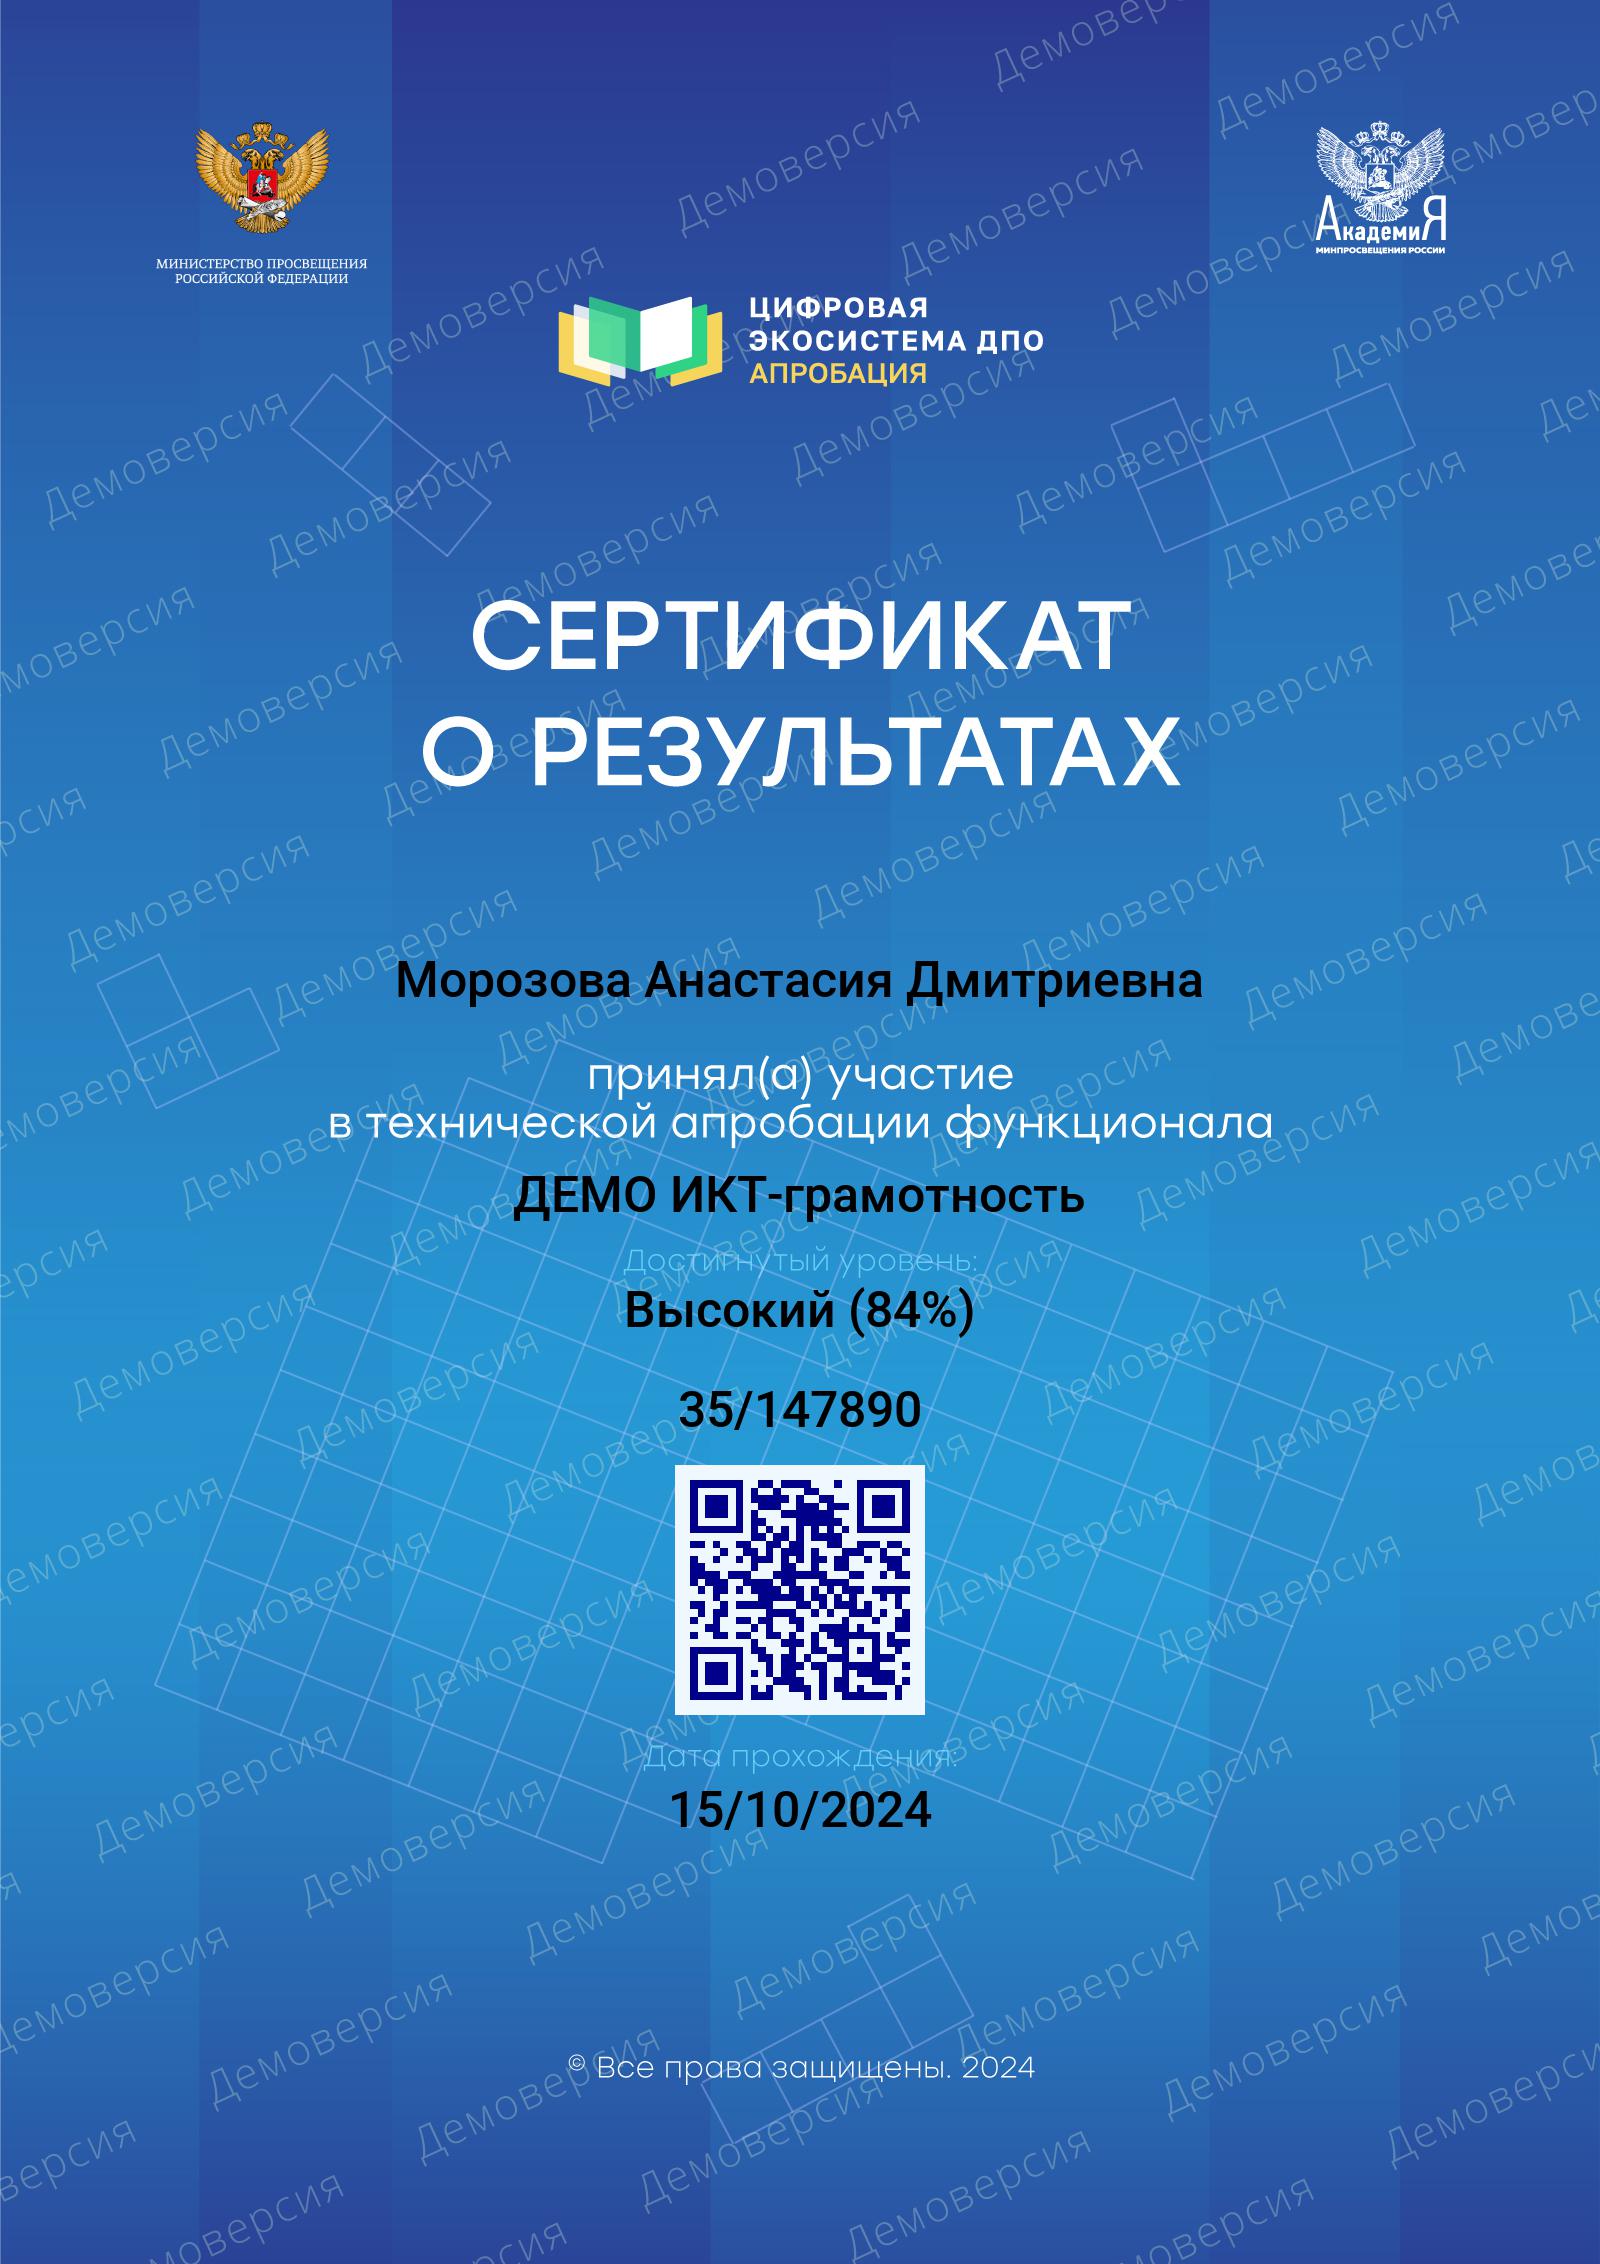 МИНИСТЕРСТВО ПРОСВЕЩЕНИЯ
РОССИЙСКОЙ ФЕДЕРАЦИИ
АкадемиЯ
МИНПРОСВЕЩЕНИЯ РОССИИ
ЦИФРОВАЯ
ЭКОСИСТЕМА ДПО
АПРОБАЦИЯ
СЕРТИФИКАТ
О РЕЗУЛЬТАТАХ
Морозова Анастасия Дмитриевна
принял(а) участие
в технической апробации функционала
ДЕМО ИКТ-грамотность
Достигнутый уровень:
Высокий (84%)
35/147890
Дата прохождения:
15/10/2024
© Все права защищены. 2024
Демоверсия